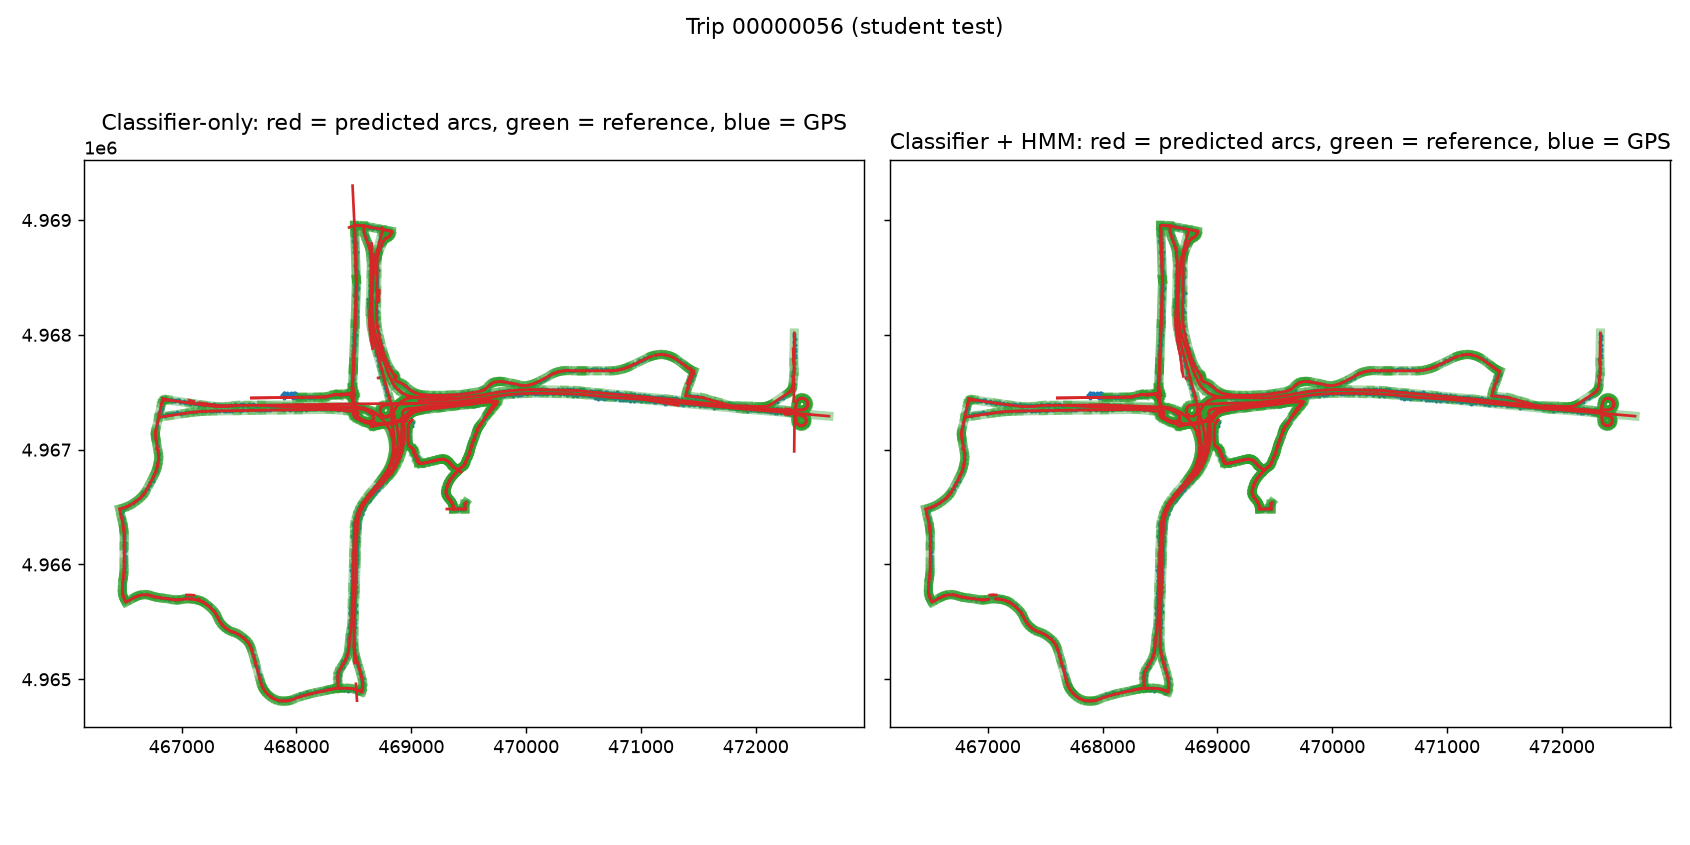 Trip 00000056 (student test)
Classifier-only: red = predicted arcs, green = reference, blue = GPS
Classifier + HMM: red = predicted arcs, green = reference, blue = GPS
1e6
4.969
4.968
4.967
4.966
4.965
467000 468000 469000 470000 471000 472000
467000 468000 469000 470000 471000 472000